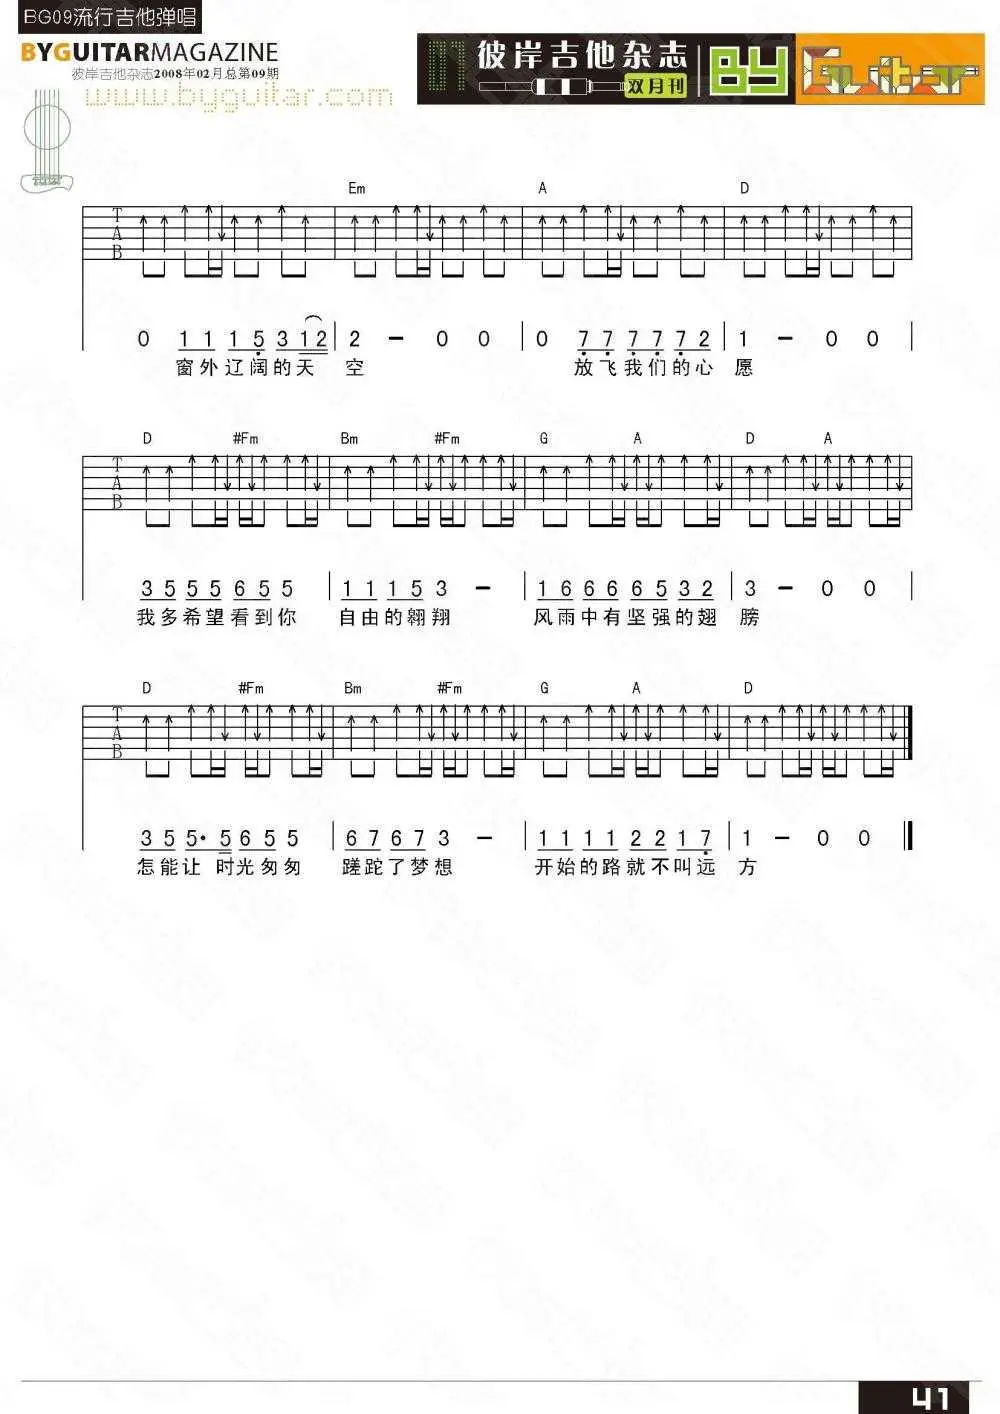 BG09流行吉他弹唱
BYGUITARMAGAZINE
彼岸吉他杂志2008年02月总第09期
www.byguitar.com
01 彼岸吉他杂志 双月刊 BY Guitar
Em A D
T
A
B
0 1 1 1 5 3 1 2 | 2 - 0 0 | 0 7 7 7 7 7 2 | 1 - 0 0 |
窗外辽阔的天 空 放飞我们的心 愿
D #Fm Bm #Fm G A D A
T
A
B
3 5 5 5 6 5 5 | 1 1 1 5 3 - | 1 6 6 6 6 5 3 2 | 3 - 0 0 |
我多希望看到你 自由的翱翔 风雨中有坚强的翅 膀
D #Fm Bm #Fm G A D
T
A
B
3 5 5· 5 6 5 5 | 6 7 6 7 3 - | 1 1 1 1 2 2 1 7 | 1 - 0 0 ‖
怎能让 时光匆匆 蹉跎了梦想 开始的路就不叫远 方
41